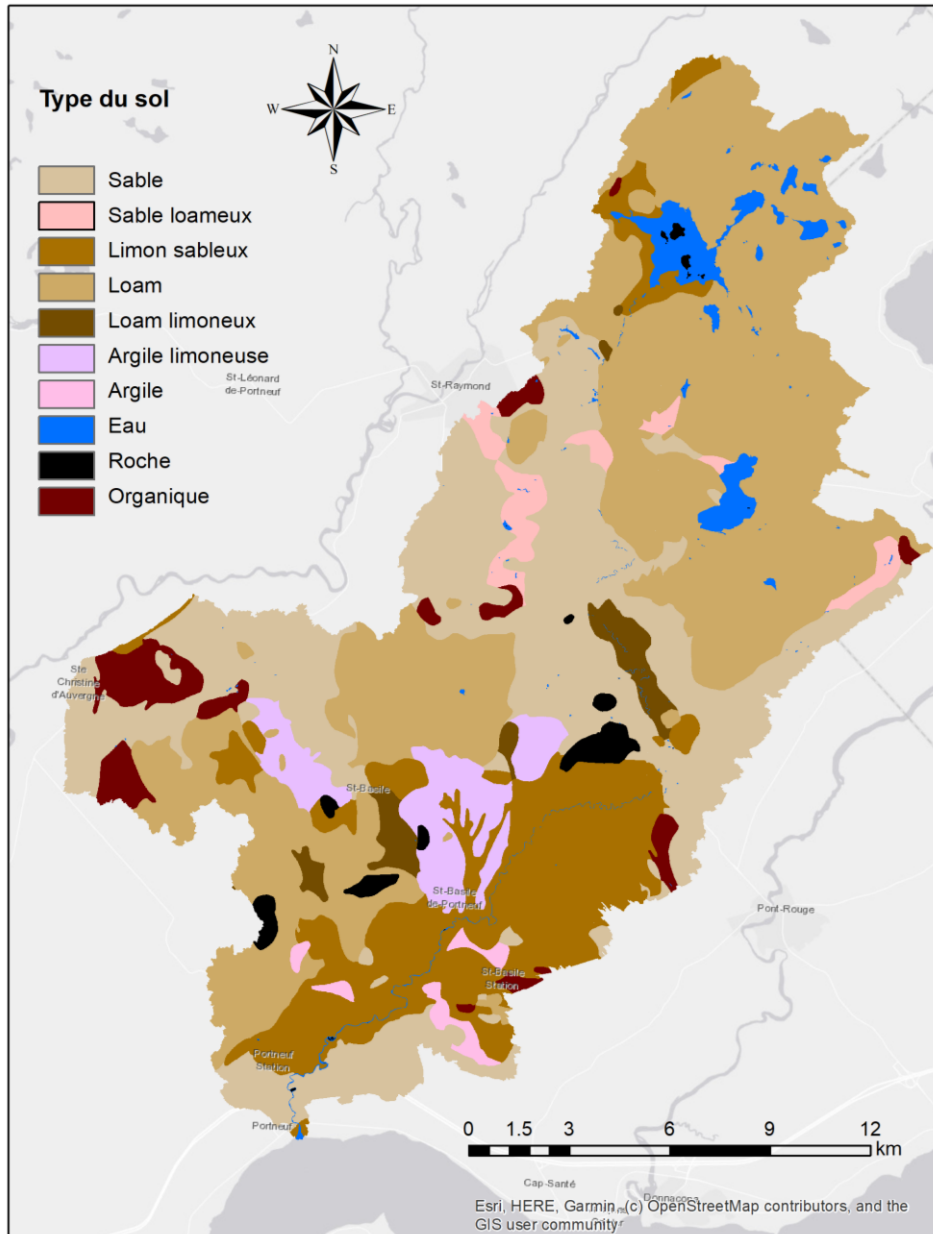 N
W
E
S
Type du sol
Sable
Sable loameux
Limon sableux
Loam
Loam limoneux
Argile limoneuse
Argile
Eau
Roche
Organique
St-Léonard
de-Portneuf
St-Raymond
Ste
Christine
d'Auvergne
St-Basile
St-Basile
de-Portneuf
Pont-Rouge
St-Basile
Station
Portneuf
Station
Portneuf
0 1.5 3 6 9 12
km
Cap-Santé
Donnacona
Esri, HERE, Garmin, (c) OpenStreetMap contributors, and the
GIS user community